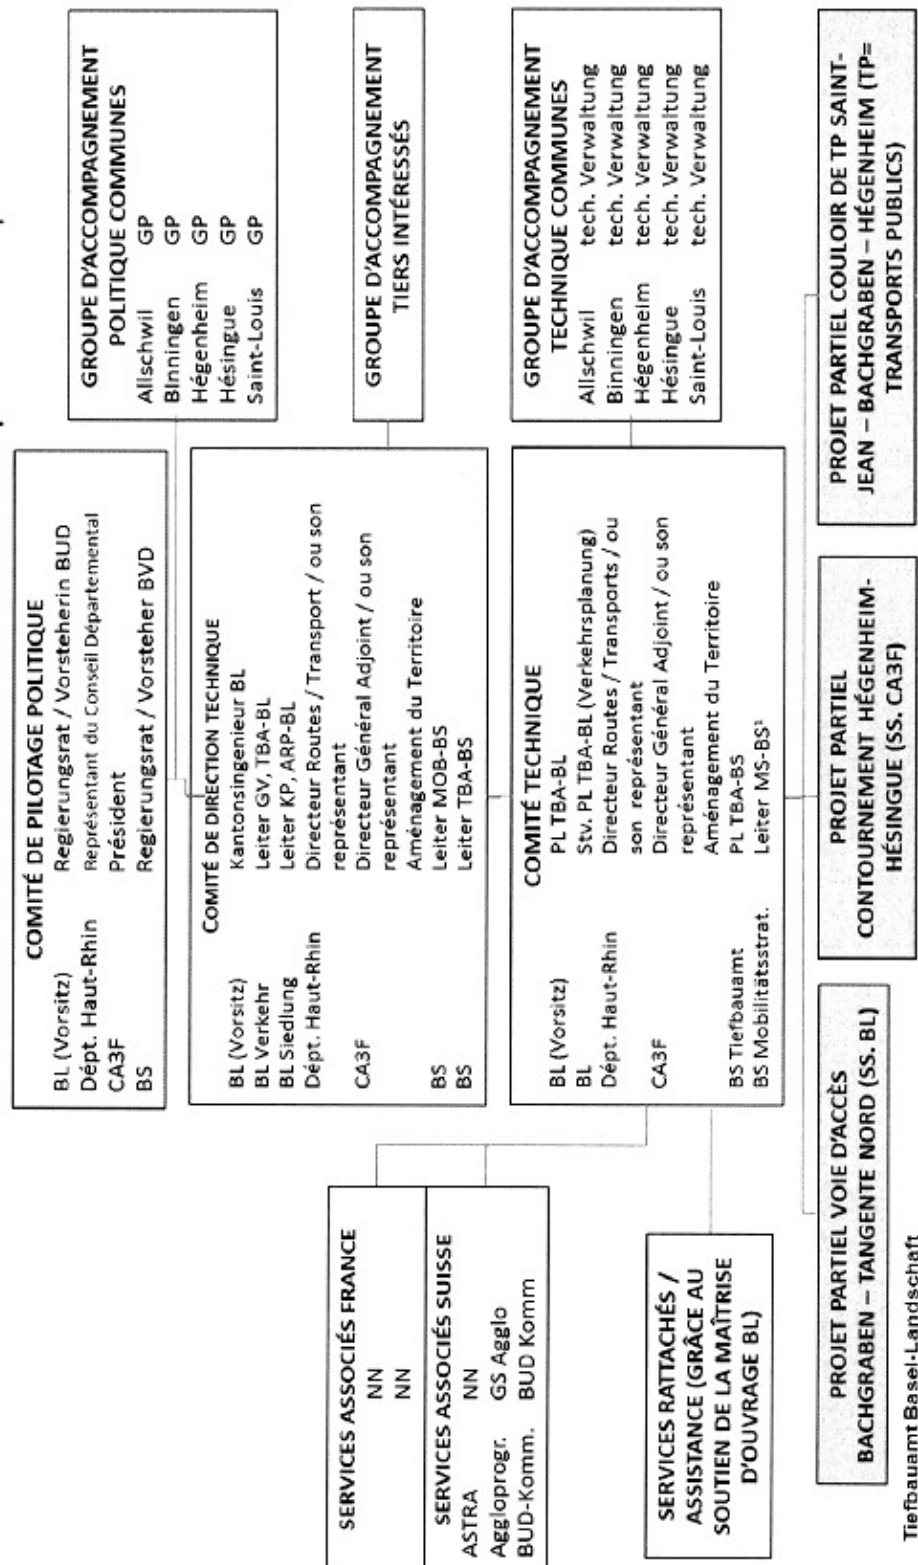 COMITÉ DE PILOTAGE POLITIQUE
BL (Vorsitz) Regierungsrat / Vorsteherin BUD
Dépt. Haut-Rhin Représentant du Conseil Départemental
CA3F Président
BS Regierungsrat / Vorsteher BVD
GROUPE D'ACCOMPAGNEMENT
POLITIQUE COMMUNES
Allschwil GP
BInningen GP
Hégenheim GP
Hésingue GP
Saint-Louis GP
COMITÉ DE DIRECTION TECHNIQUE
BL (Vorsitz) Kantonsingenieur BL
BL Verkehr Leiter GV, TBA-BL
BL Siedlung Leiter KP, ARP-BL
Dépt. Haut-Rhin Directeur Routes / Transport / ou son
représentant
CA3F Directeur Général Adjoint / ou son
représentant
Aménagement du Territoire
BS Leiter MOB-BS
BS Leiter TBA-BS
GROUPE D'ACCOMPAGNEMENT
TIERS INTÉRESSÉS
SERVICES ASSOCIÉS FRANCE
NN
NN
SERVICES ASSOCIÉS SUISSE
ASTRA NN
Aggloprogr. GS Agglo
BUD-Komm. BUD Komm
COMITÉ TECHNIQUE
BL (Vorsitz) PL TBA-BL
BL Stv. PL TBA-BL (Verkehrsplanung)
Dépt. Haut-Rhin Directeur Routes / Transports / ou
son représentant
CA3F Directeur Général Adjoint / ou son
représentant
Aménagement du Territoire
BS Tiefbauamt PL TBA-BS
BS Mobilitätsstrat. Leiter MS-BS¹
GROUPE D'ACCOMPAGNEMENT
TECHNIQUE COMMUNES
Allschwil tech. Verwaltung
Binningen tech. Verwaltung
Hégenheim tech. Verwaltung
Hésingue tech. Verwaltung
Saint-Louis tech. Verwaltung
SERVICES RATTACHÉS /
ASSISTANCE (GRÂCE AU
SOUTIEN DE LA MAÎTRISE
D'OUVRAGE BL)
PROJET PARTIEL VOIE D'ACCÈS
BACHGRABEN – TANGENTE NORD (SS. BL)
PROJET PARTIEL
CONTOURNEMENT HÉGENHEIM-
HÉSINGUE (SS. CA3F)
PROJET PARTIEL COULOIR DE TP SAINT-
JEAN – BACHGRABEN – HÉGENHEIM (TP=
TRANSPORTS PUBLICS)
Tiefbauamt Basel-Landschaft